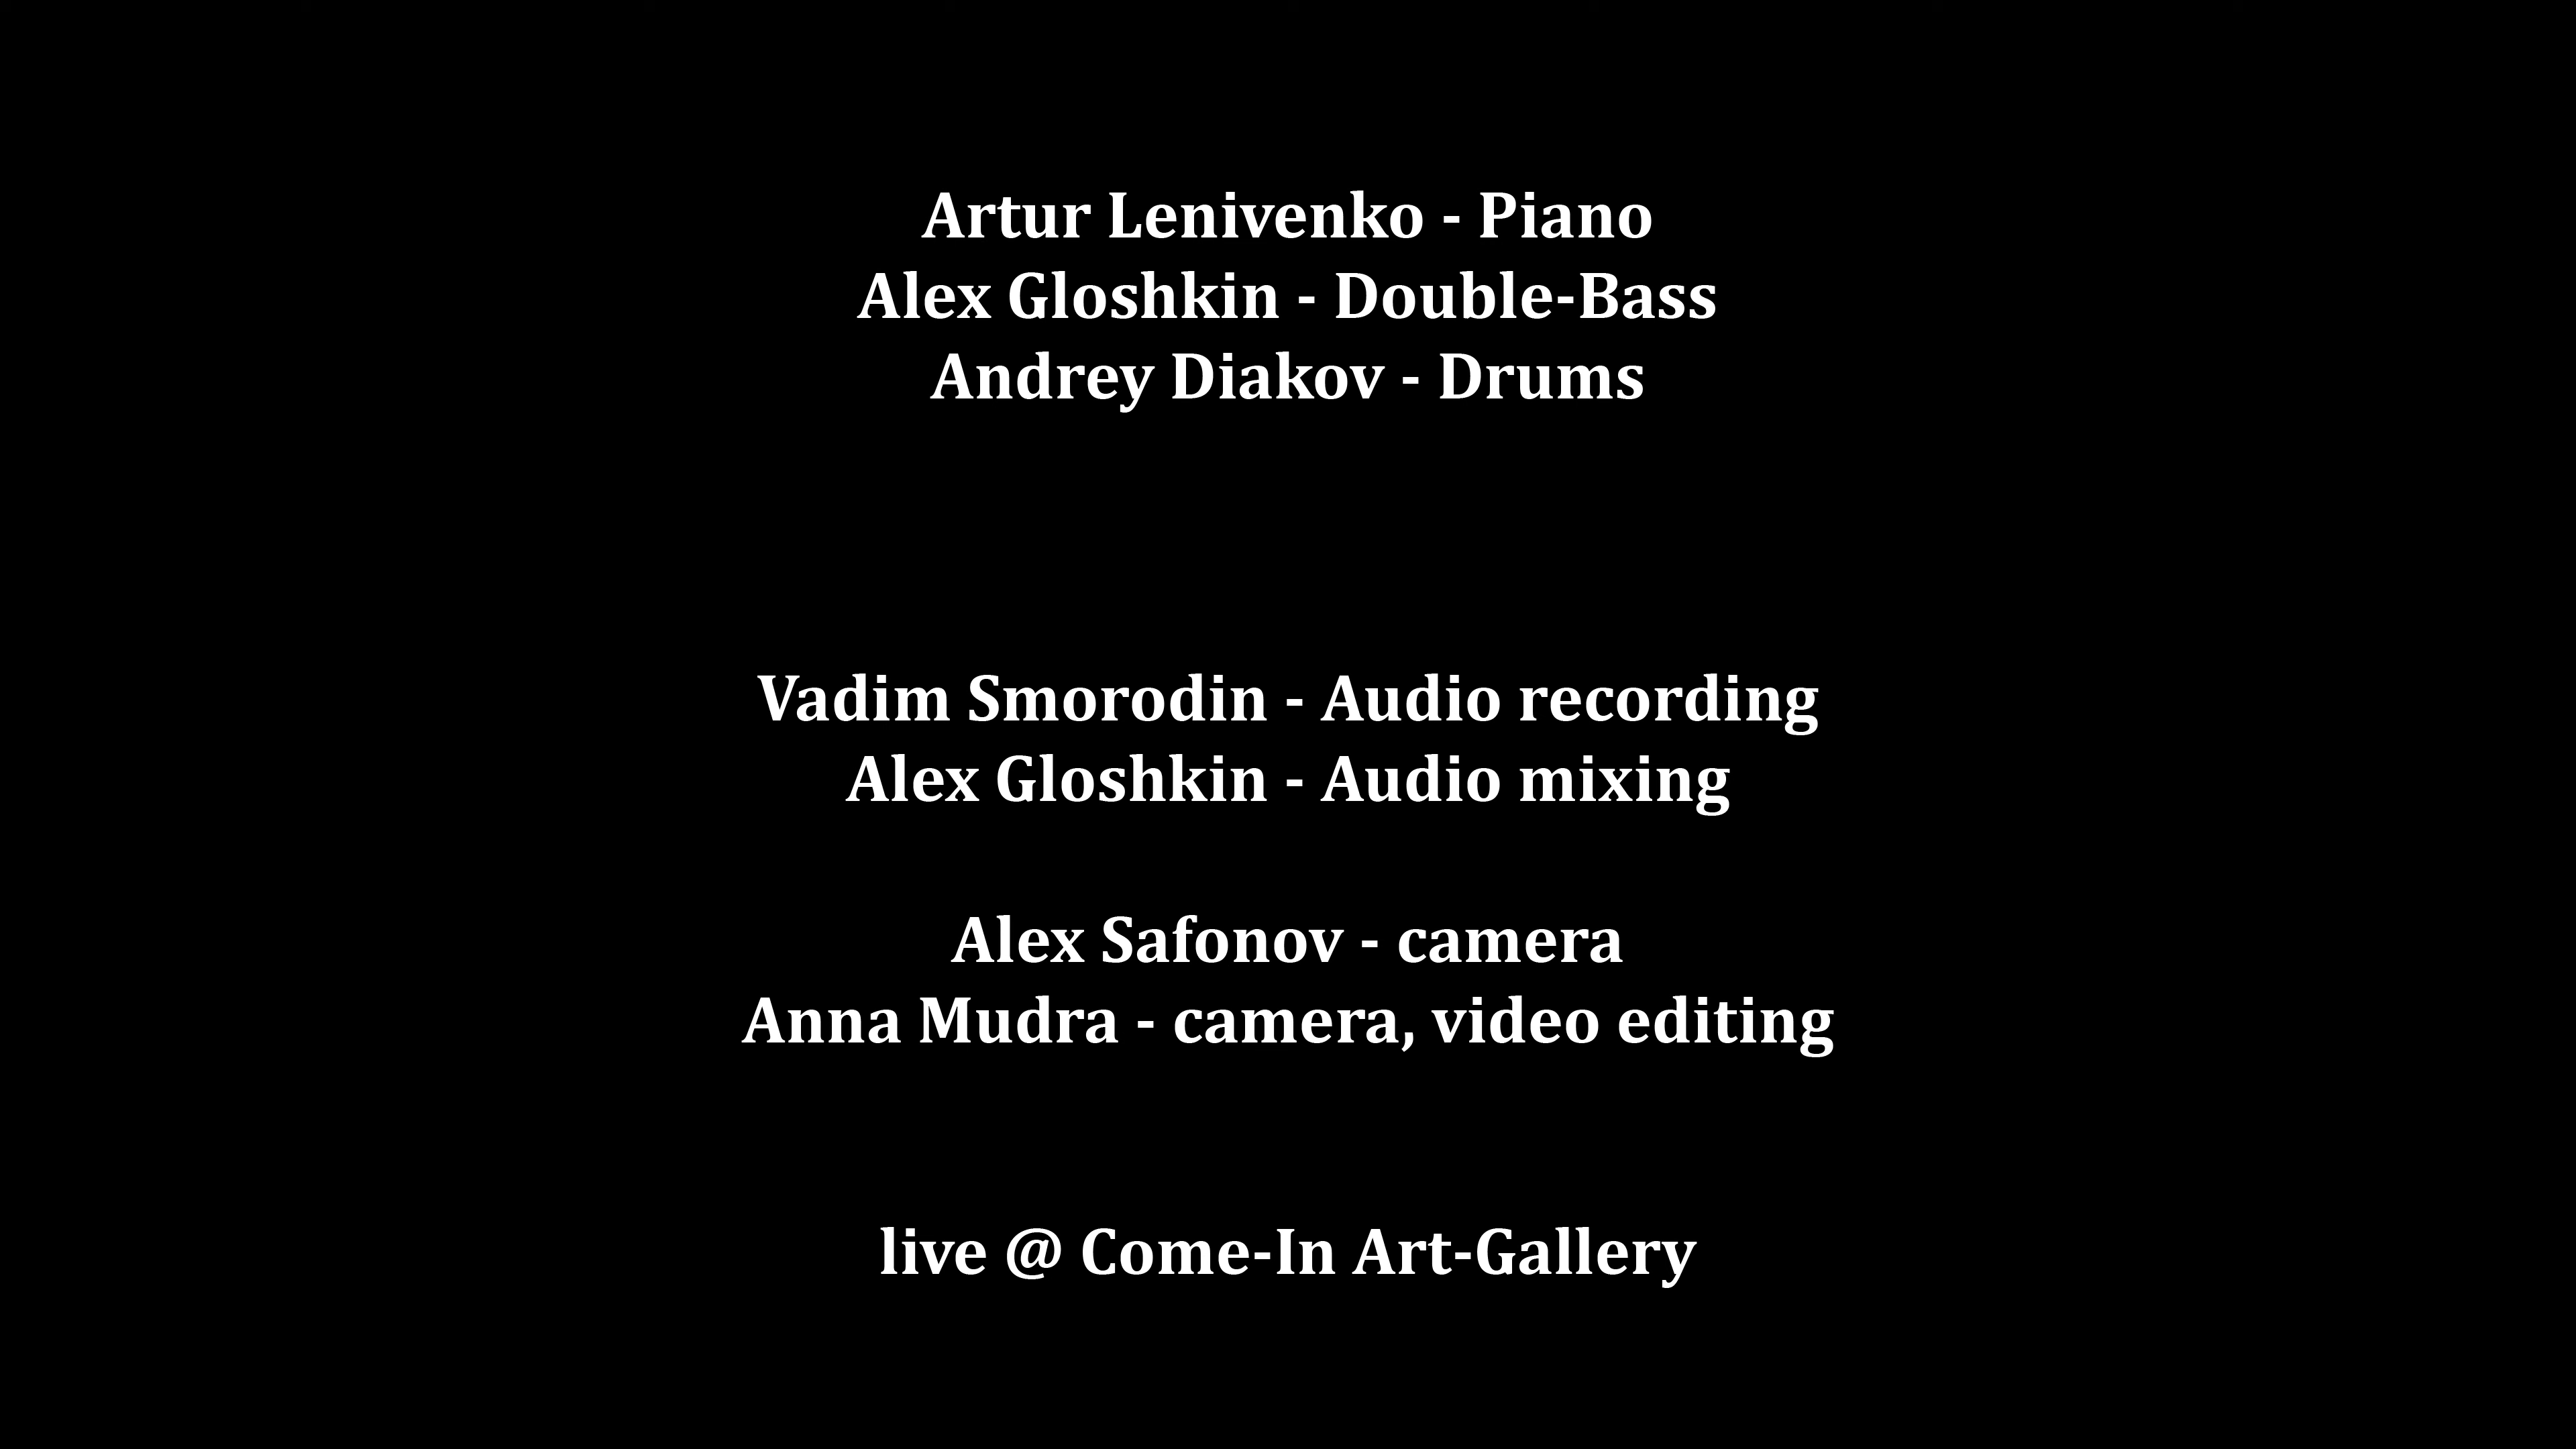 Artur Lenivenko - Piano
Alex Gloshkin - Double-Bass
Andrey Diakov - Drums
Vadim Smorodin - Audio recording
Alex Gloshkin - Audio mixing
Alex Safonov - camera
Anna Mudra - camera, video editing
live @ Come-In Art-Gallery